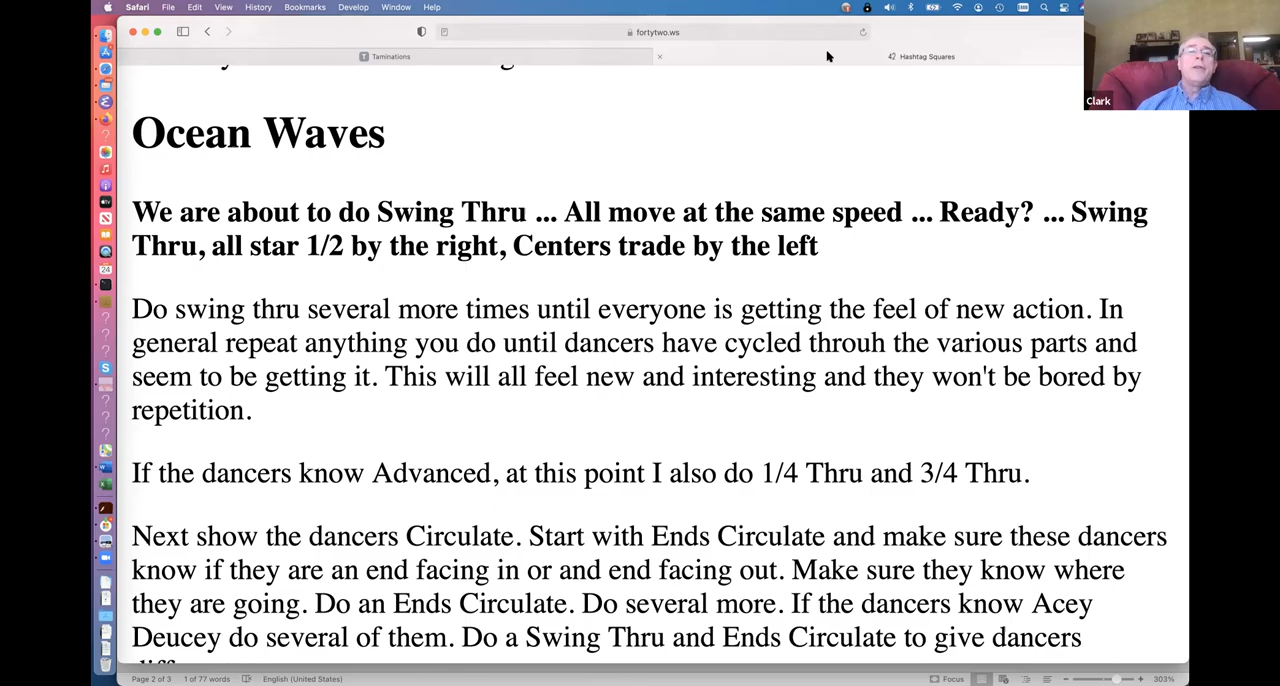 Safari File Edit View History Bookmarks Develop Window Help
fortytwo.ws
T Taminations
42 Hashtag Squares
Clark
Ocean Waves
We are about to do Swing Thru ... All move at the same speed ... Ready? ... Swing
Thru, all star 1/2 by the right, Centers trade by the left
Do swing thru several more times until everyone is getting the feel of new action. In
general repeat anything you do until dancers have cycled throuh the various parts and
seem to be getting it. This will all feel new and interesting and they won't be bored by
repetition.
If the dancers know Advanced, at this point I also do 1/4 Thru and 3/4 Thru.
Next show the dancers Circulate. Start with Ends Circulate and make sure these dancers
know if they are an end facing in or and end facing out. Make sure they know where
they are going. Do an Ends Circulate. Do several more. If the dancers know Acey
Deucey do several of them. Do a Swing Thru and Ends Circulate to give dancers
Page 2 of 3 1 of 77 words English (United States) Focus 303%